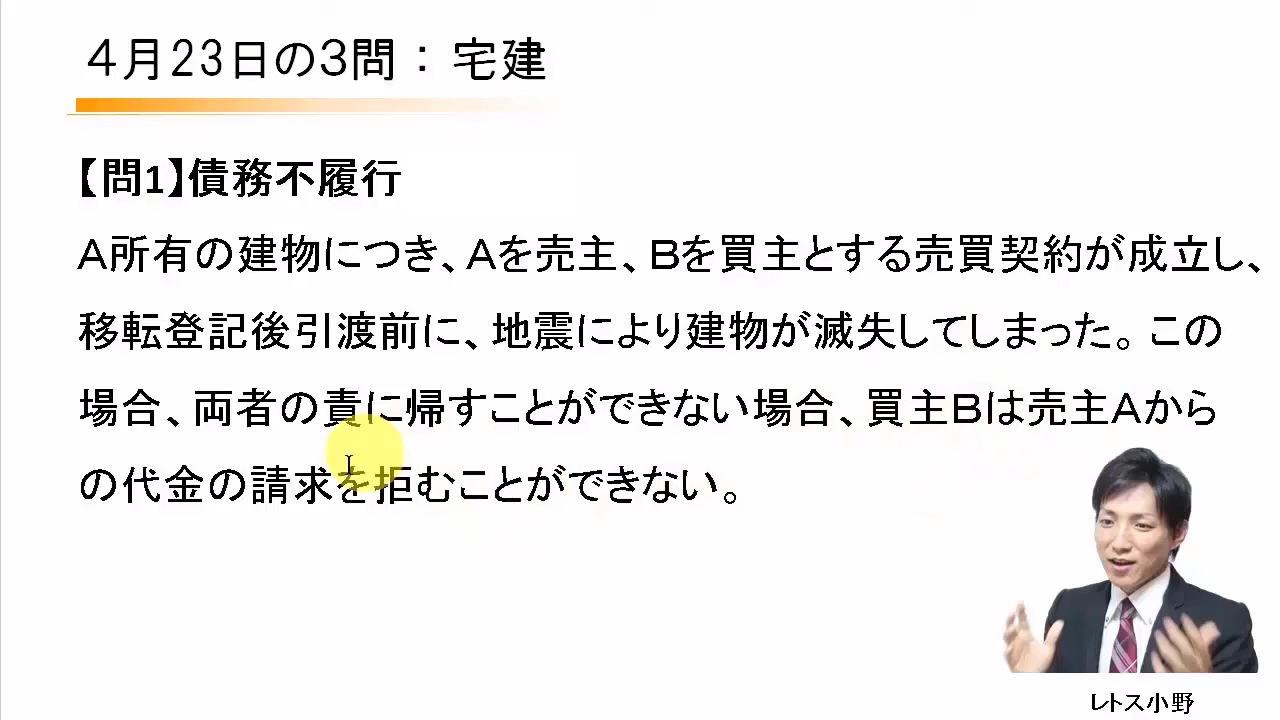 ４月23日の３問：宅建
【問1】債務不履行
Ａ所有の建物につき、Ａを売主、Ｂを買主とする売買契約が成立し、
移転登記後引渡前に、地震により建物が滅失してしまった。この
場合、両者の責に帰すことができない場合、買主Ｂは売主Ａから
の代金の請求を拒むことができない。
レトス小野